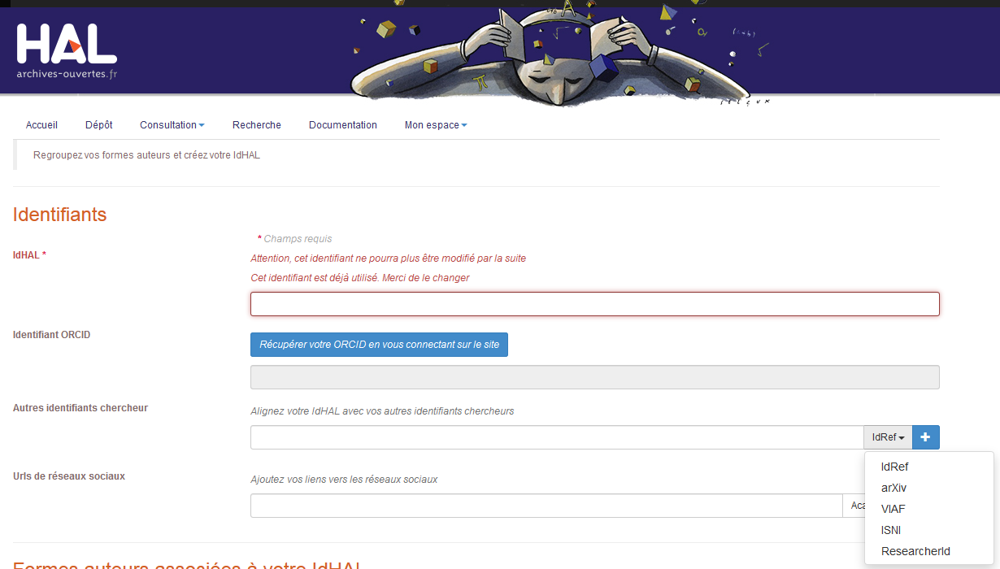 HAL
archives-ouvertes.fr
Accueil Dépôt Consultation Recherche Documentation Mon espace
Regroupez vos formes auteurs et créez votre IdHAL
Identifiants
* Champs requis
IdHAL *
Attention, cet identifiant ne pourra plus être modifié par la suite
Cet identifiant est déjà utilisé. Merci de le changer
Identifiant ORCID
Récupérer votre ORCID en vous connectant sur le site
Autres identifiants chercheur
Alignez votre IdHAL avec vos autres identifiants chercheurs
IdRef
IdRef
arXiv
VIAF
ISNI
ResearcherId
Urls de réseaux sociaux
Ajoutez vos liens vers les réseaux sociaux
Aca
Formes auteurs associées à votre IdHAL